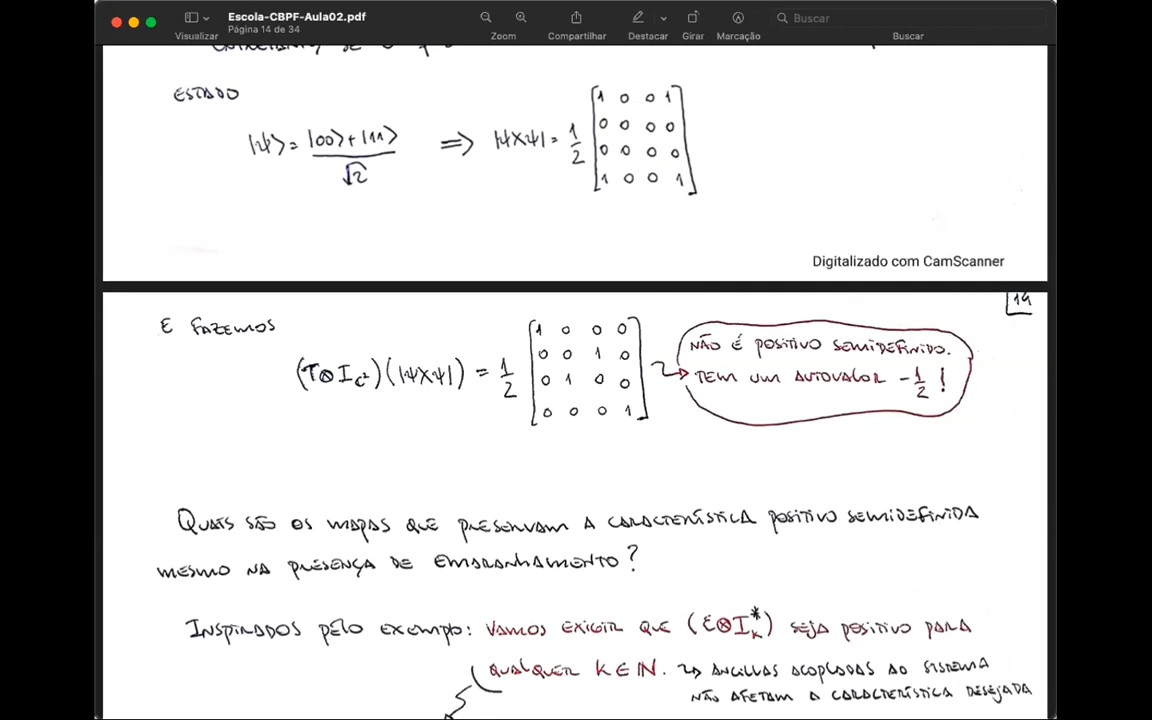 Escola-CBPF-Aula02.pdf
Página 14 de 34
Visualizar
Zoom
Compartilhar
Destacar
Girar
Marcação
Buscar
Buscar
ESTADO
|ψ> = |00>+|11> / √2 ⟹ |ψ><ψ| = 1/2 [1 0 0 1
0 0 0 0
0 0 0 0
1 0 0 1]
Digitalizado com CamScanner
14
E FAZEMOS
(T⊗I_C²)(|ψ><ψ|) = 1/2 [1 0 0 0
0 0 1 0
0 1 0 0
0 0 0 1]
NÃO É POSITIVO SEMIDEFINIDO.
TEM UM AUTOVALOR -1/2 !
QUAIS SÃO OS MAPAS QUE PRESERVAM A CARACTERÍSTICA POSITIVO SEMIDEFINIDA
MESMO NA PRESENÇA DE EMARANHAMENTO?
INSPIRADOS PELO EXEMPLO: VAMOS EXIGIR QUE (ε⊗I_k^*) SEJA POSITIVO PARA
QUALQUER K∈ℕ. ANCILLAS ACOPLADAS AO SISTEMA
NÃO AFETAM A CARACTERÍSTICA DESEJADA